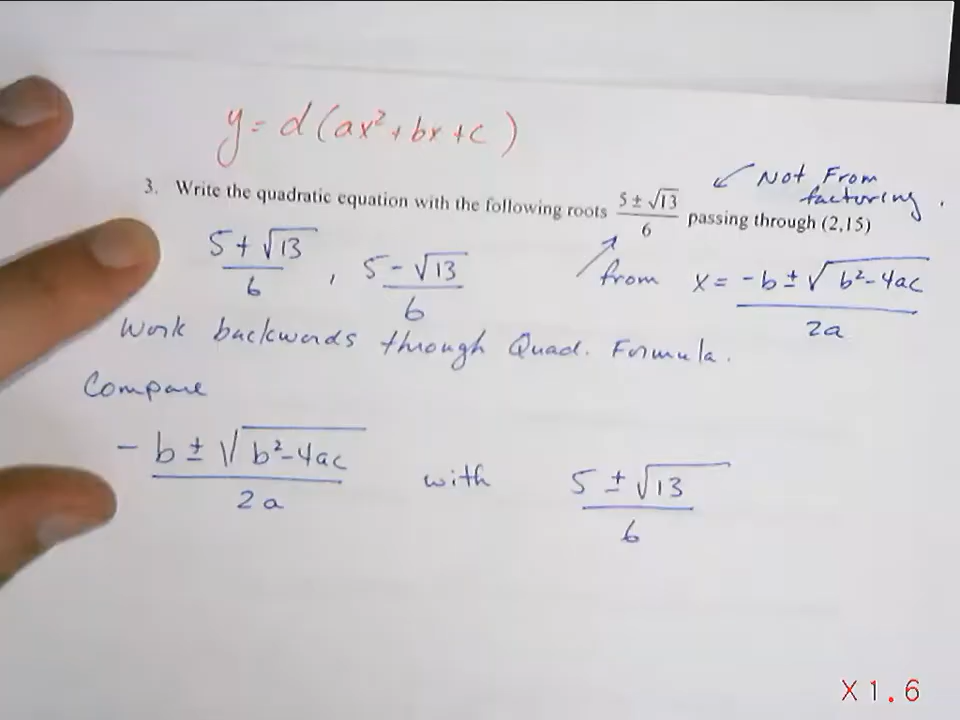 y = d(ax² + bx + c)
Not From
factoring.
3. Write the quadratic equation with the following roots (5 ± √13)/6 passing through (2,15)
(5 + √13)/6 , (5 − √13)/6
from x = (−b ± √(b² − 4ac))/2a
Work backwards through Quad. Formula.
Compare
(−b ± √(b² − 4ac))/2a with (5 ± √13)/6
X1.6